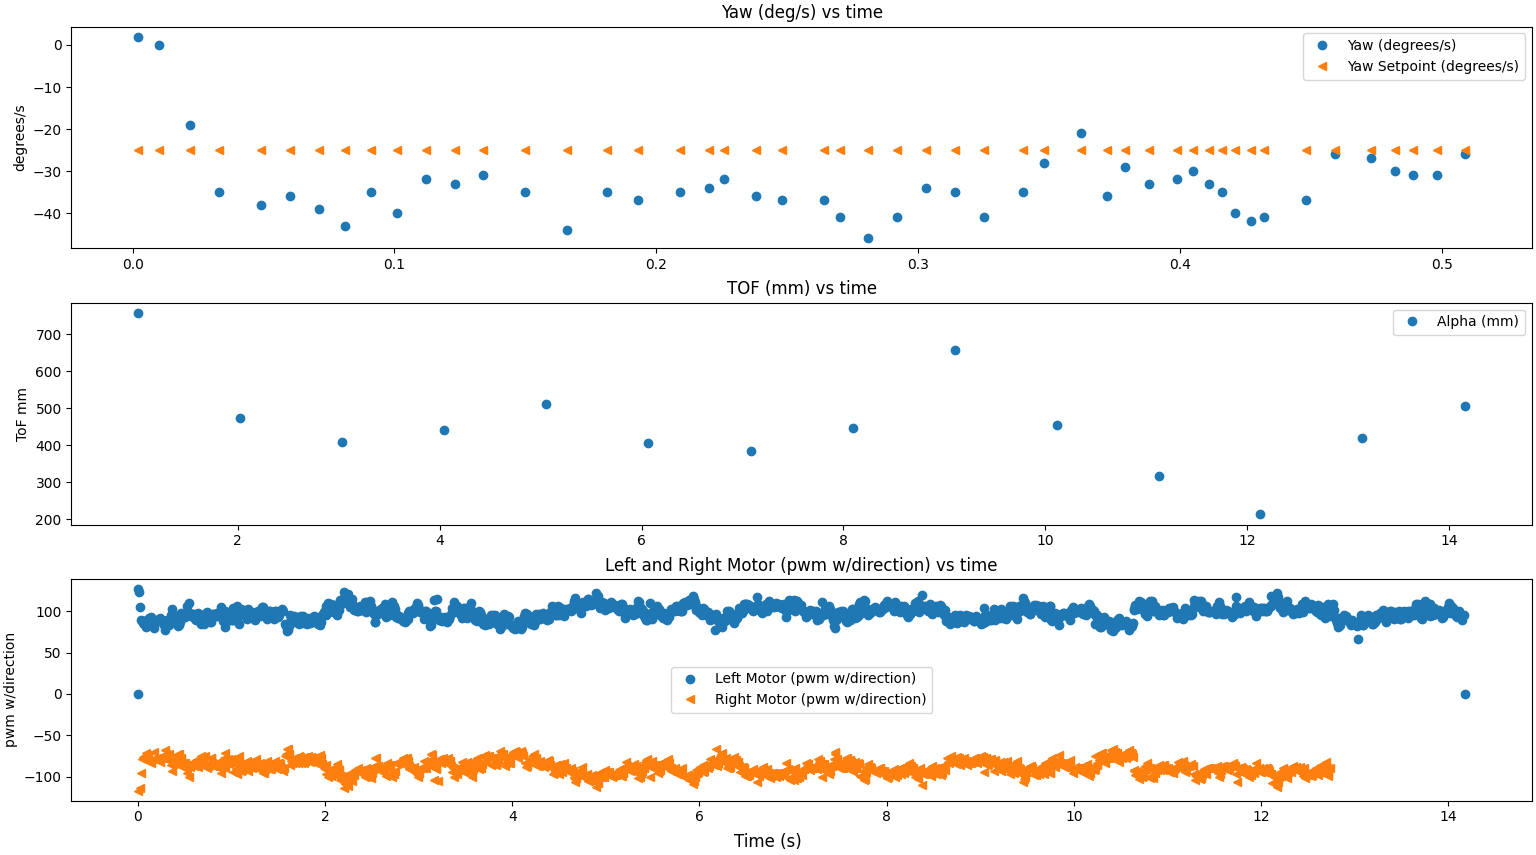 Yaw (deg/s) vs time
degrees/s
0
−10
−20
−30
−40
Yaw (degrees/s)
Yaw Setpoint (degrees/s)
0.0 0.1 0.2 0.3 0.4 0.5
TOF (mm) vs time
ToF mm
700
600
500
400
300
200
Alpha (mm)
2 4 6 8 10 12 14
Left and Right Motor (pwm w/direction) vs time
pwm w/direction
100
50
0
−50
−100
Left Motor (pwm w/direction)
Right Motor (pwm w/direction)
0 2 4 6 8 10 12 14
Time (s)